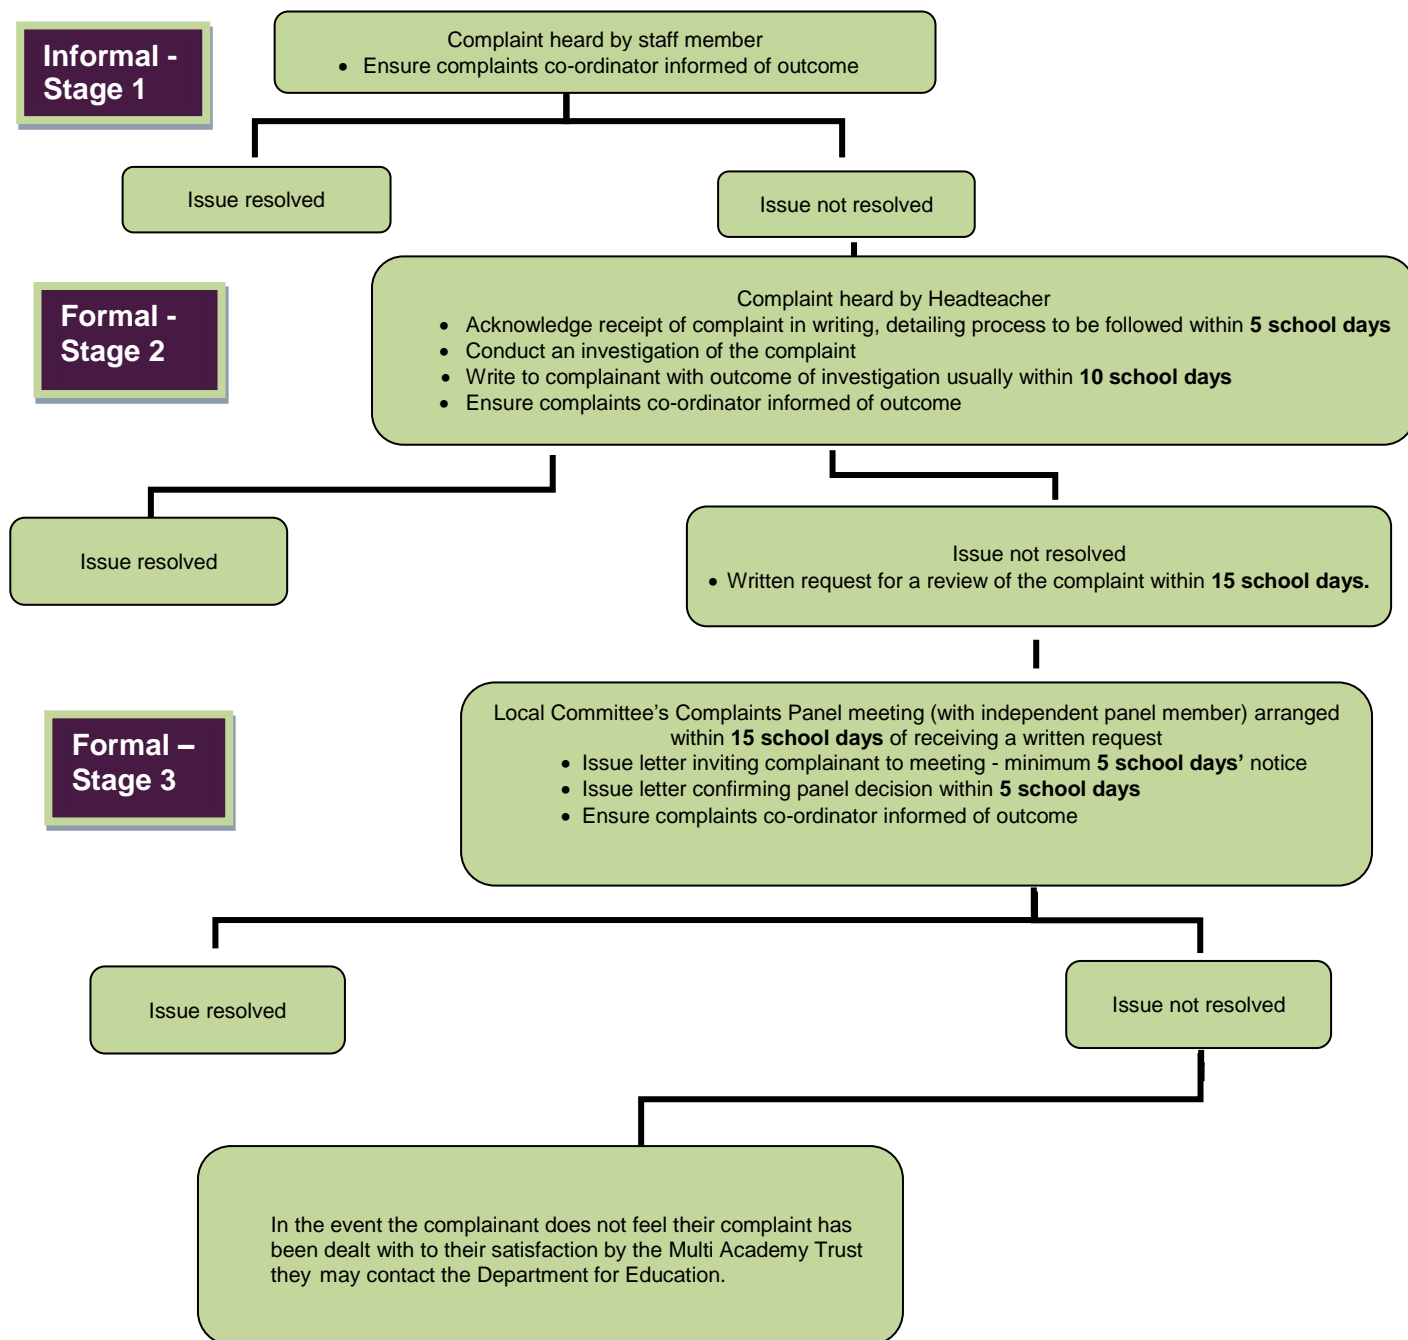 Informal -
Stage 1
Complaint heard by staff member
• Ensure complaints co-ordinator informed of outcome
Issue resolved
Issue not resolved
Formal -
Stage 2
Complaint heard by Headteacher
• Acknowledge receipt of complaint in writing, detailing process to be followed within 5 school days
• Conduct an investigation of the complaint
• Write to complainant with outcome of investigation usually within 10 school days
• Ensure complaints co-ordinator informed of outcome
Issue resolved
Issue not resolved
• Written request for a review of the complaint within 15 school days.
Formal –
Stage 3
Local Committee's Complaints Panel meeting (with independent panel member) arranged
within 15 school days of receiving a written request
• Issue letter inviting complainant to meeting - minimum 5 school days' notice
• Issue letter confirming panel decision within 5 school days
• Ensure complaints co-ordinator informed of outcome
Issue resolved
Issue not resolved
In the event the complainant does not feel their complaint has
been dealt with to their satisfaction by the Multi Academy Trust
they may contact the Department for Education.